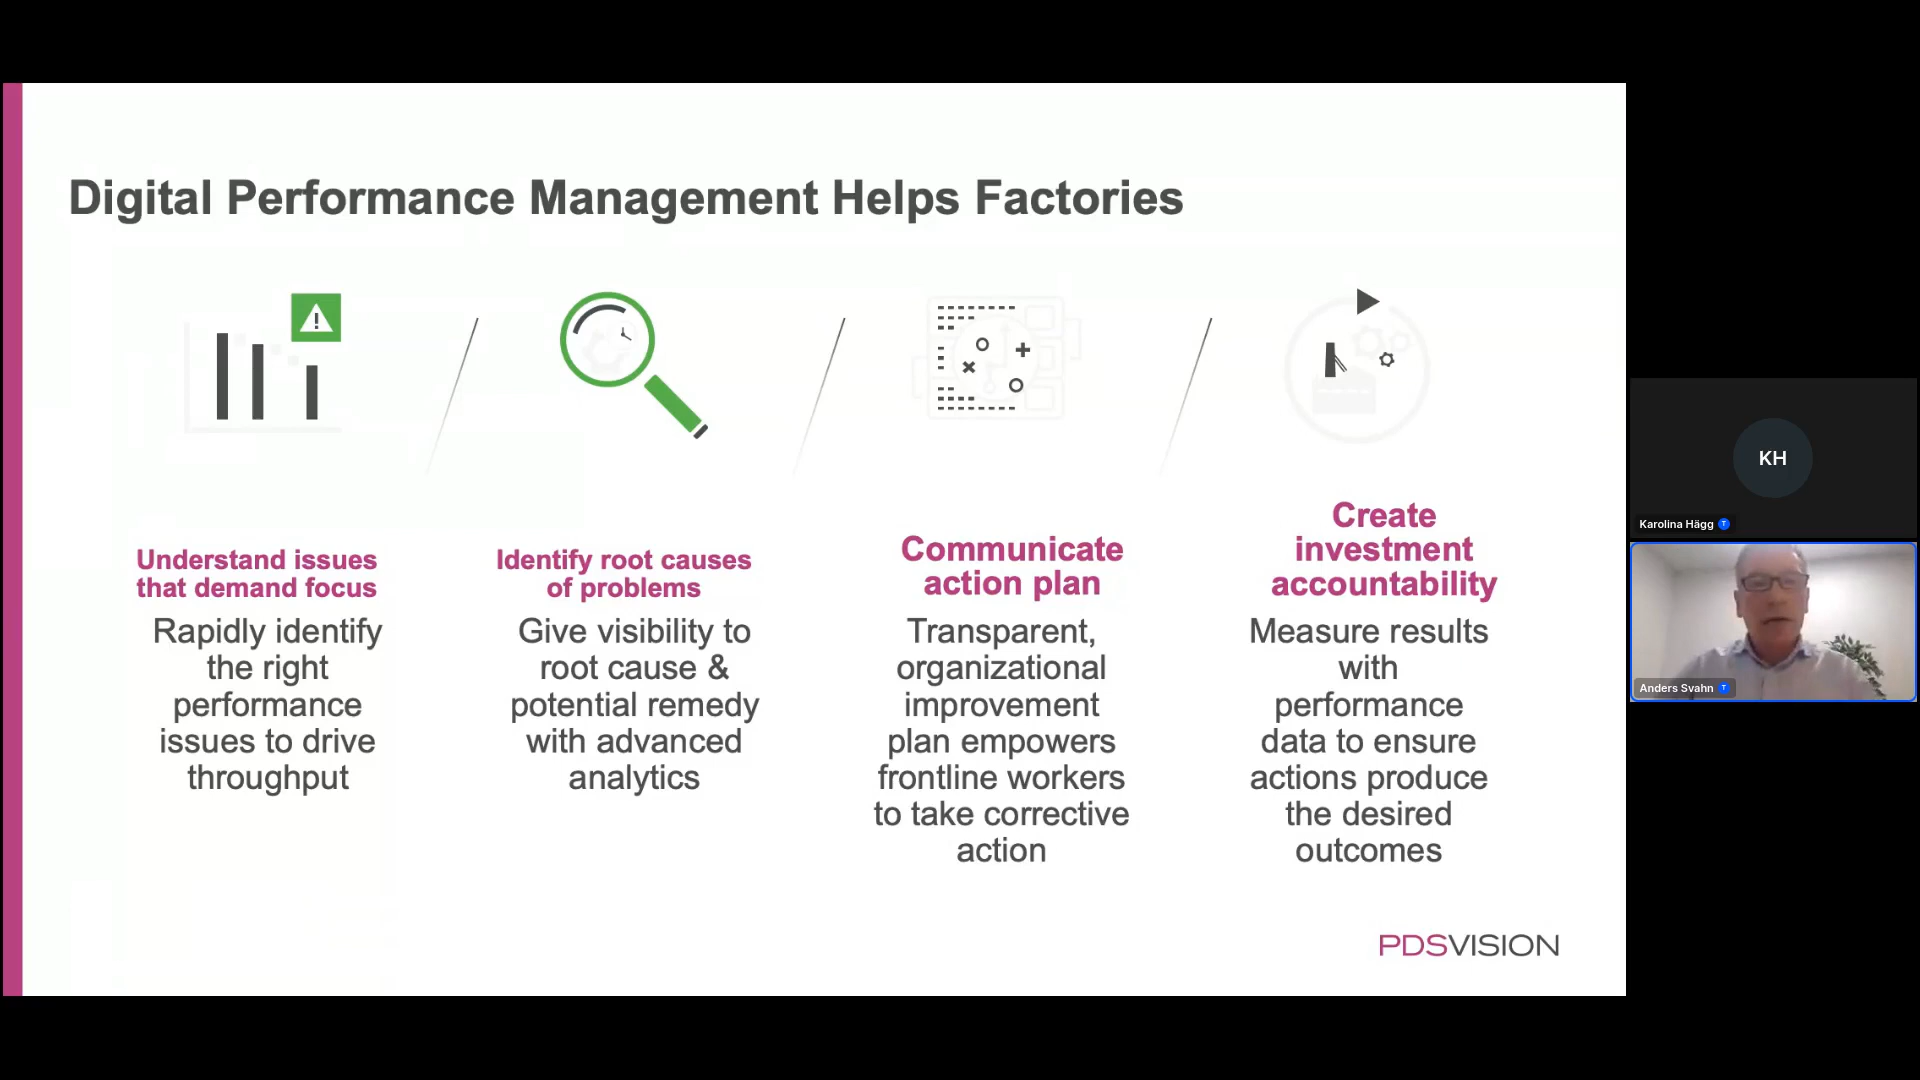 Digital Performance Management Helps Factories
Understand issues
that demand focus
Rapidly identify
the right
performance
issues to drive
throughput
Identify root causes
of problems
Give visibility to
root cause &
potential remedy
with advanced
analytics
Communicate
action plan
Transparent,
organizational
improvement
plan empowers
frontline workers
to take corrective
action
Create
investment
accountability
Measure results
with
performance
data to ensure
actions produce
the desired
outcomes
PDSVISION
KH
Karolina Hägg T
Anders Svahn T